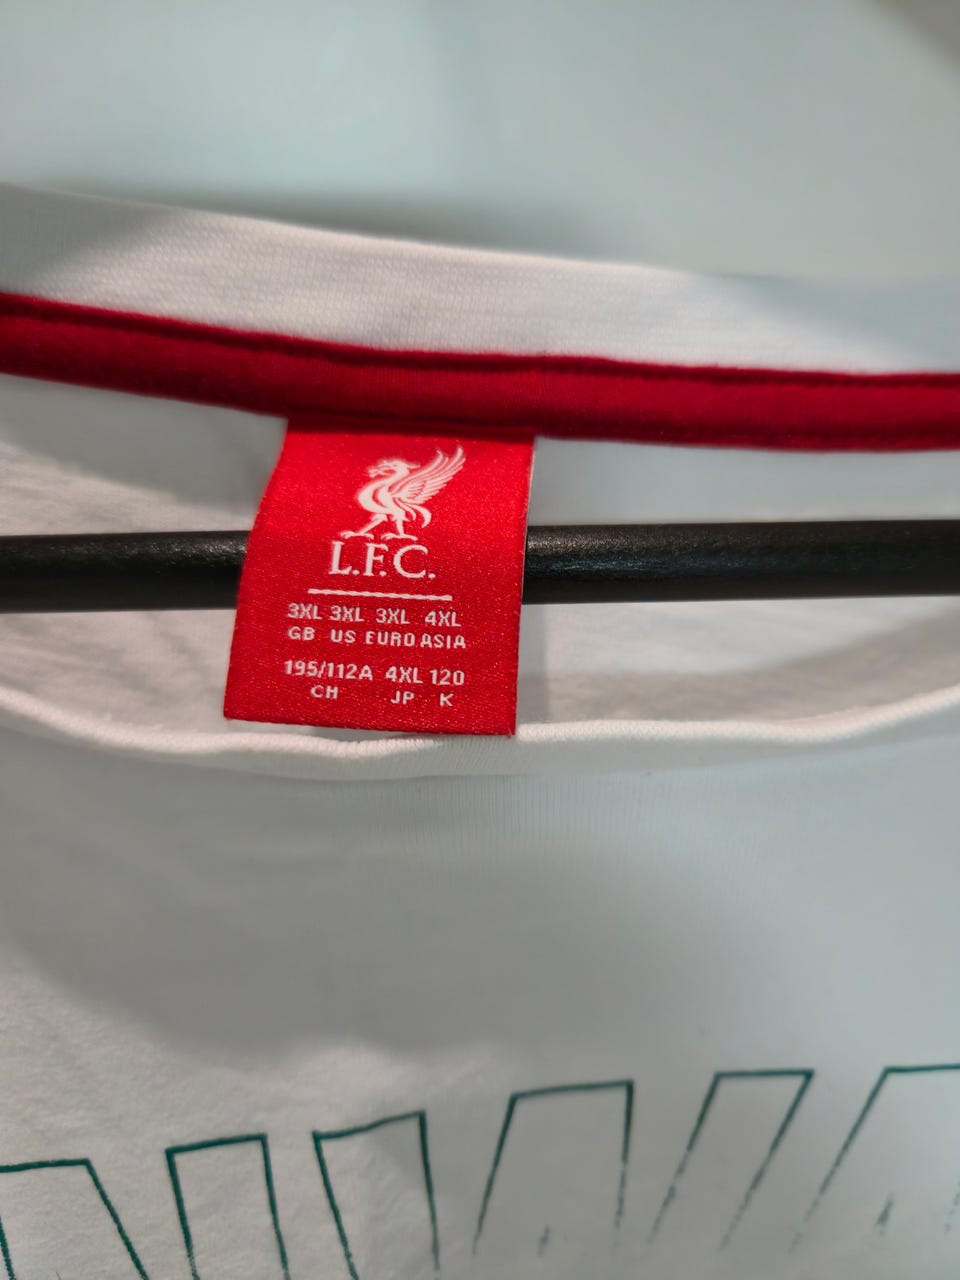 L.F.C.
3XL 3XL 3XL 4XL
GB US EURO ASIA
195/112A 4XL 120
CH JP K